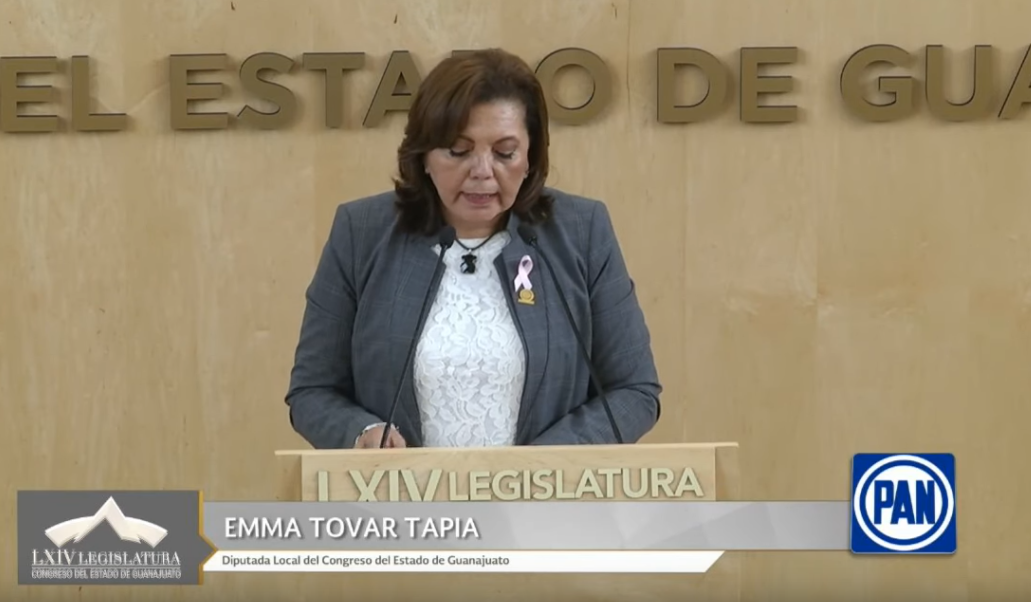 EL ESTADO DE GUA
LXIV LEGISLATURA
EMMA TOVAR TAPIA
PAN
Diputada Local del Congreso del Estado de Guanajuato
LXIV LEGISLATURA
CONGRESO DEL ESTADO DE GUANAJUATO